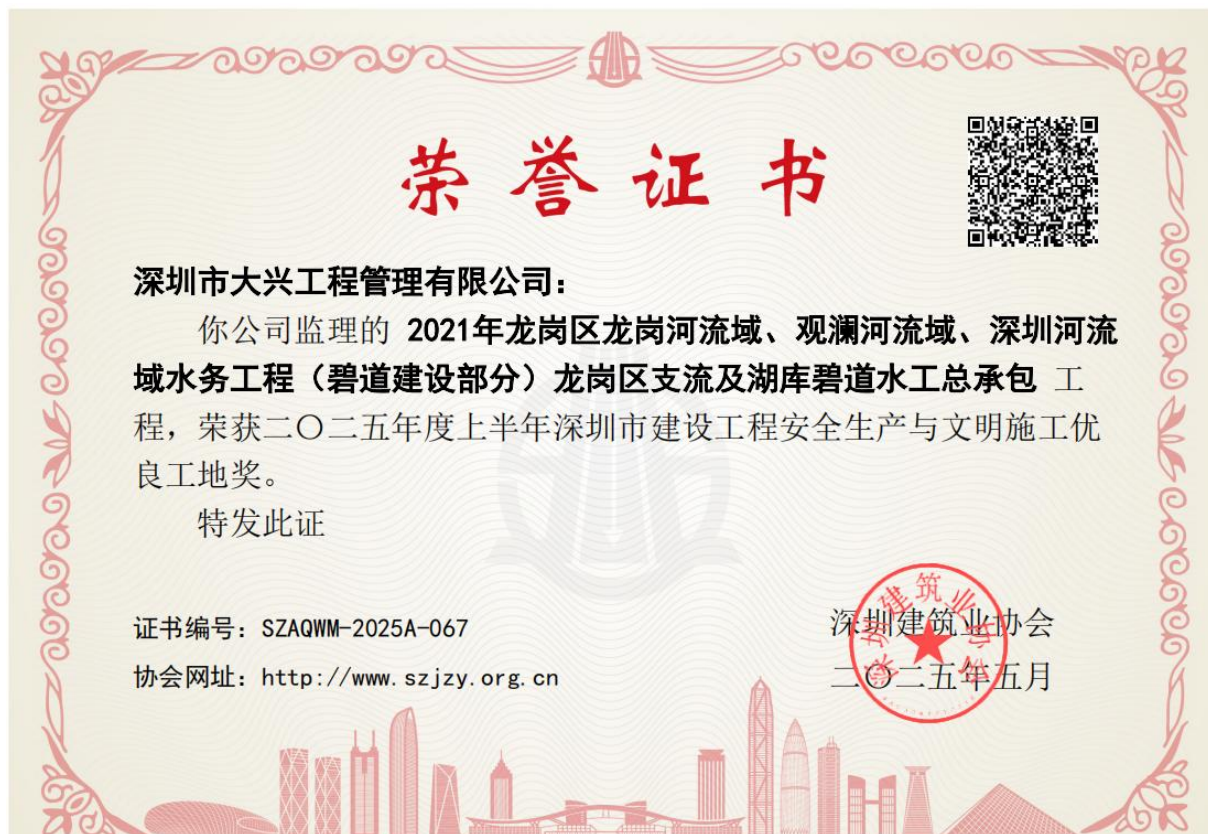 荣誉证书
深圳市大兴工程管理有限公司：
你公司监理的 2021年龙岗区龙岗河流域、观澜河流域、深圳河流
域水务工程（碧道建设部分）龙岗区支流及湖库碧道水工总承包 工
程，荣获二〇二五年度上半年深圳市建设工程安全生产与文明施工优
良工地奖。
特发此证
证书编号：SZAQWM-2025A-067
深圳建筑业协会
协会网址：http://www.szjzy.org.cn
二〇二五年五月
深圳建筑业协会